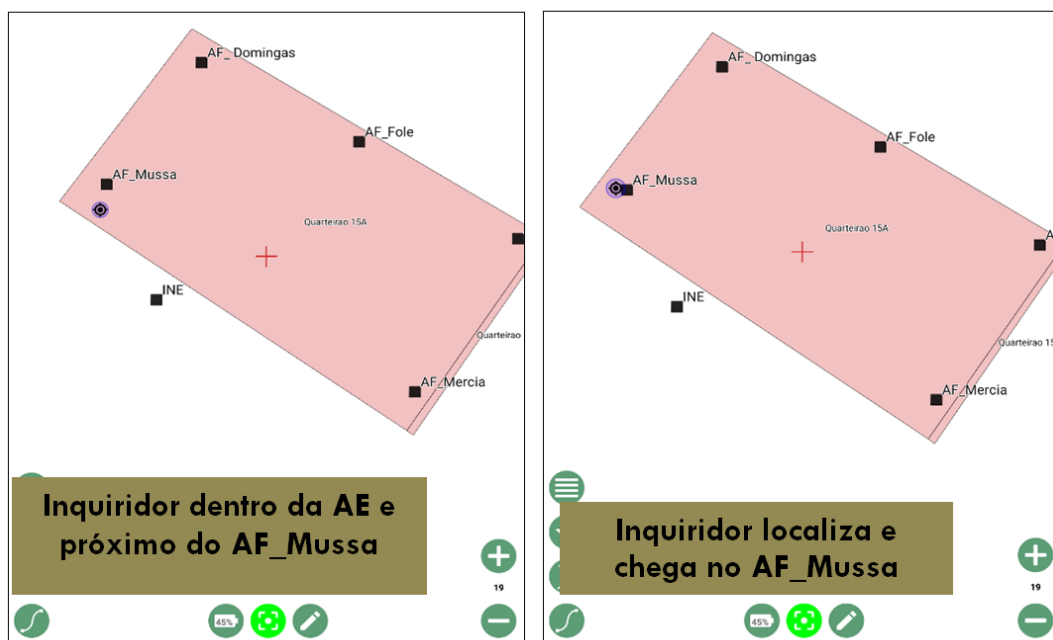 AF_ Domingas
AF_Fole
AF_Mussa
Quarteirao 15A
INE
Quarteirao
AF_Mercia
Inquiridor dentro da AE e
próximo do AF_Mussa
19
45%
AF_ Domingas
AF_Fole
AF_Mussa
Quarteirao 15A
A
INE
Quarteirao 15
AF_Mercia
Inquiridor localiza e
chega no AF_Mussa
19
45%